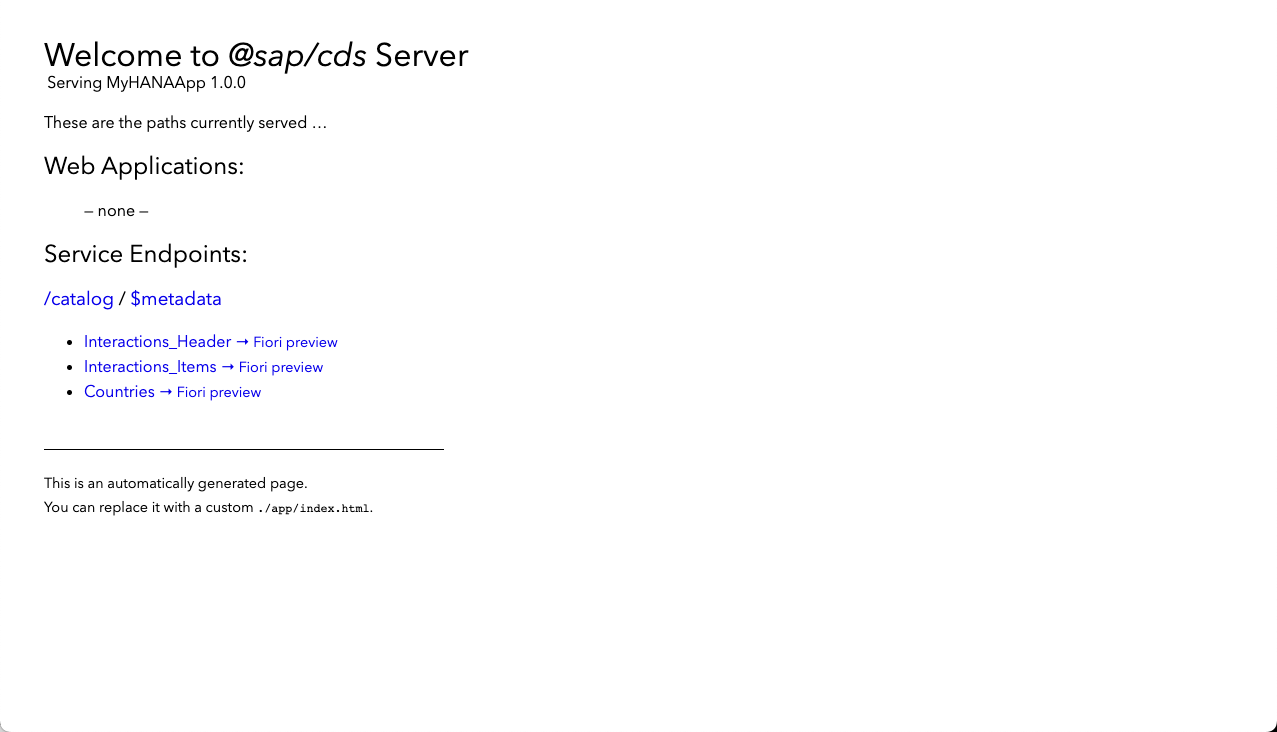 Welcome to @sap/cds Server
Serving MyHANAApp 1.0.0
These are the paths currently served …
Web Applications:
— none —
Service Endpoints:
/catalog / $metadata
Interactions_Header → Fiori preview
Interactions_Items → Fiori preview
Countries → Fiori preview
This is an automatically generated page.
You can replace it with a custom ./app/index.html.